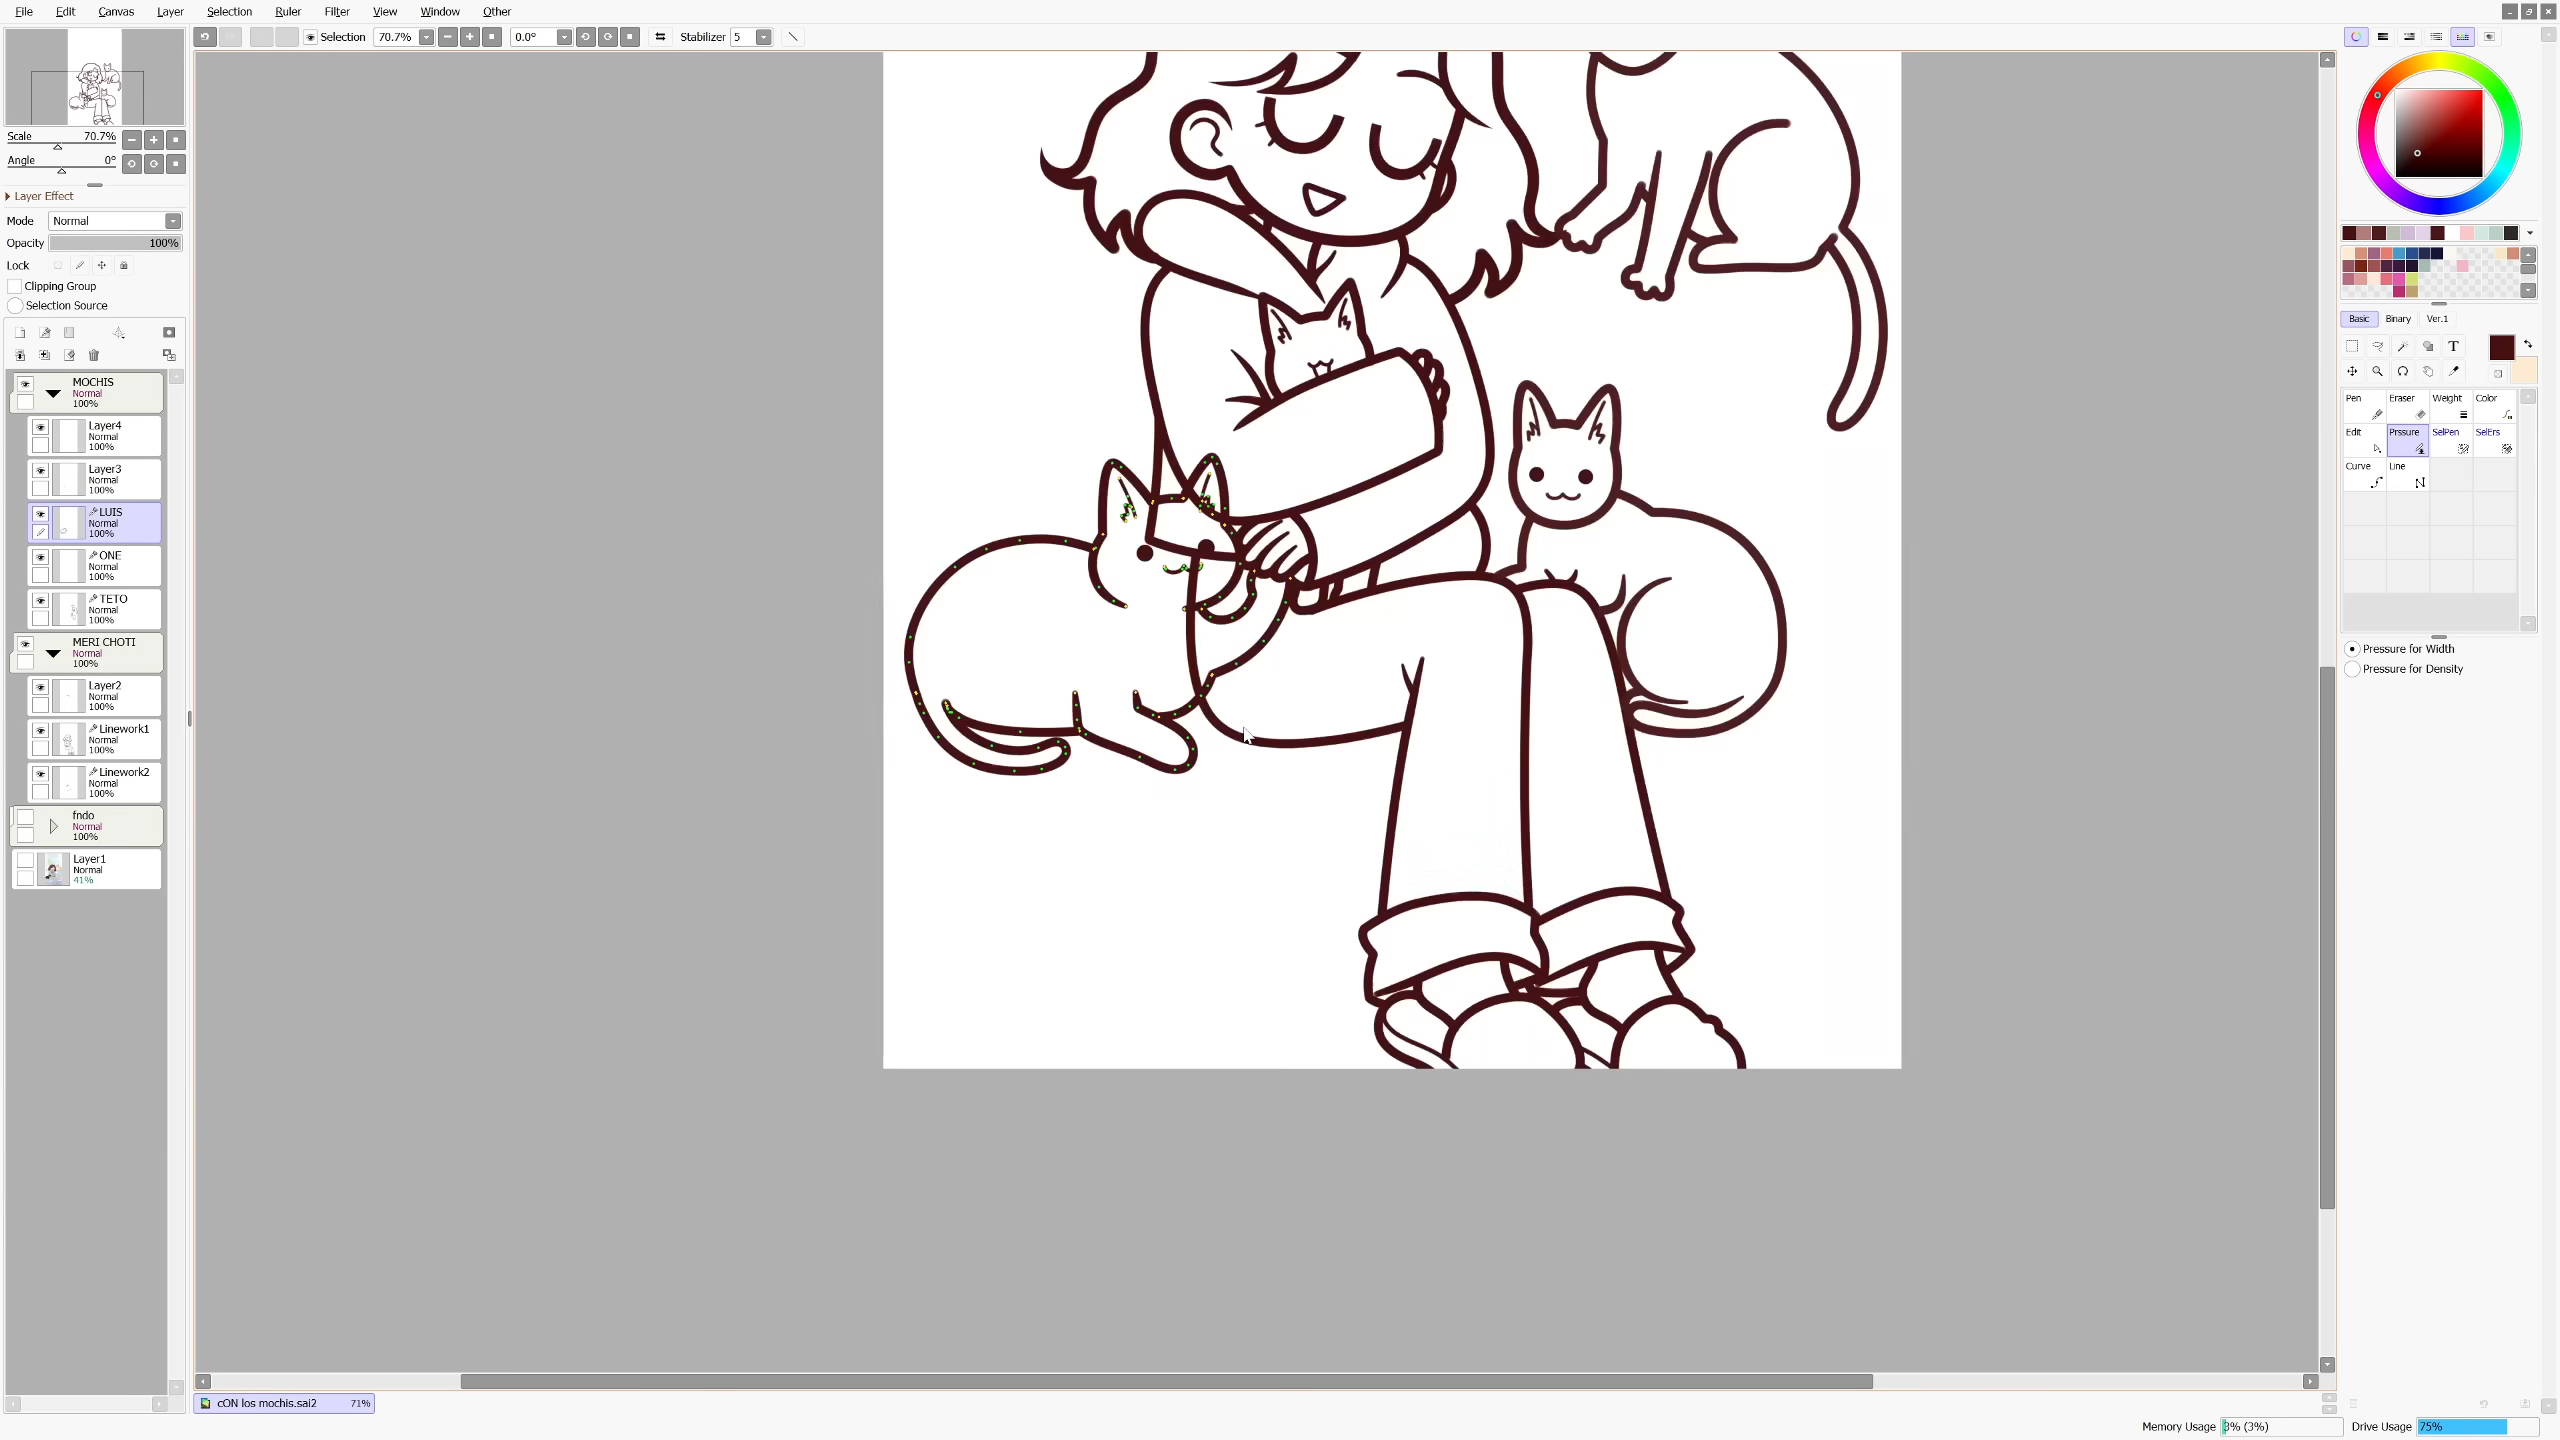 File Edit Canvas Layer Selection Ruler Filter View Window Other
Selection 70.7% 0.0° Stabilizer 5
Scale 70.7%
Angle 0°
Layer Effect
Mode Normal
Opacity 100%
Lock
Clipping Group
Selection Source
MOCHIS
Normal
100%
Layer4
Normal
100%
Layer3
Normal
100%
LUIS
Normal
100%
ONE
Normal
100%
TETO
Normal
100%
MERI CHOTI
Normal
100%
Layer2
Normal
100%
Linework1
Normal
100%
Linework2
Normal
100%
fndo
Normal
100%
Layer1
Normal
41%
Basic Binary Ver.1
T
Pen Eraser Weight Color
Edit Prssure SelPen SelErs
Curve Line
Pressure for Width
Pressure for Density
cON los mochis.sai2 71%
Memory Usage 3% (3%) Drive Usage 75%